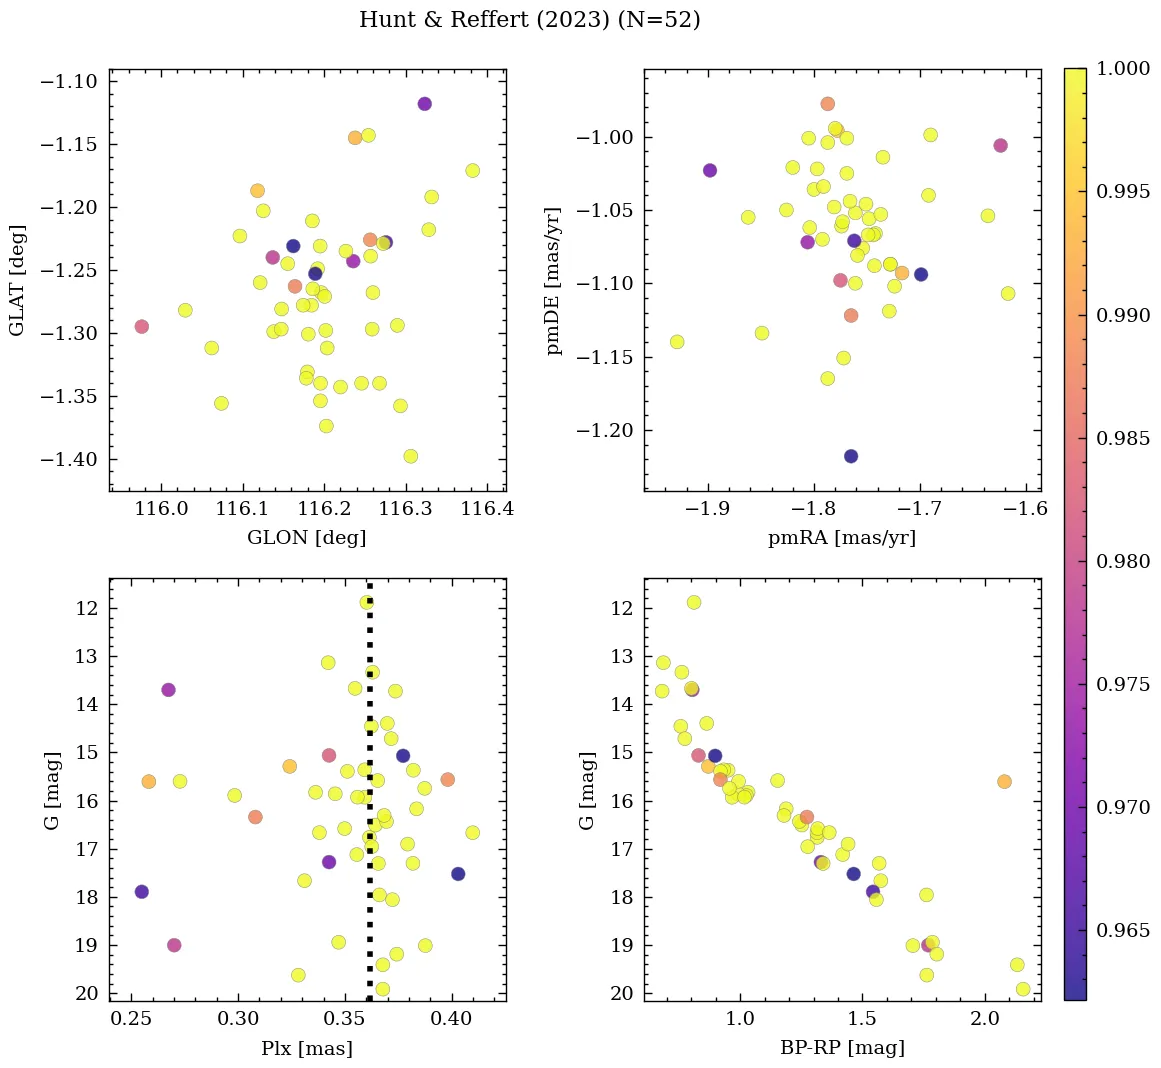 Hunt & Reffert (2023) (N=52)
−1.10
−1.15
−1.20
−1.25
−1.30
−1.35
−1.40
GLAT [deg]
116.0 116.1 116.2 116.3 116.4
GLON [deg]
−1.00
−1.05
−1.10
−1.15
−1.20
pmDE [mas/yr]
−1.9 −1.8 −1.7 −1.6
pmRA [mas/yr]
12
13
14
15
16
17
18
19
20
G [mag]
0.25 0.30 0.35 0.40
Plx [mas]
12
13
14
15
16
17
18
19
20
G [mag]
1.0 1.5 2.0
BP-RP [mag]
1.000
0.995
0.990
0.985
0.980
0.975
0.970
0.965